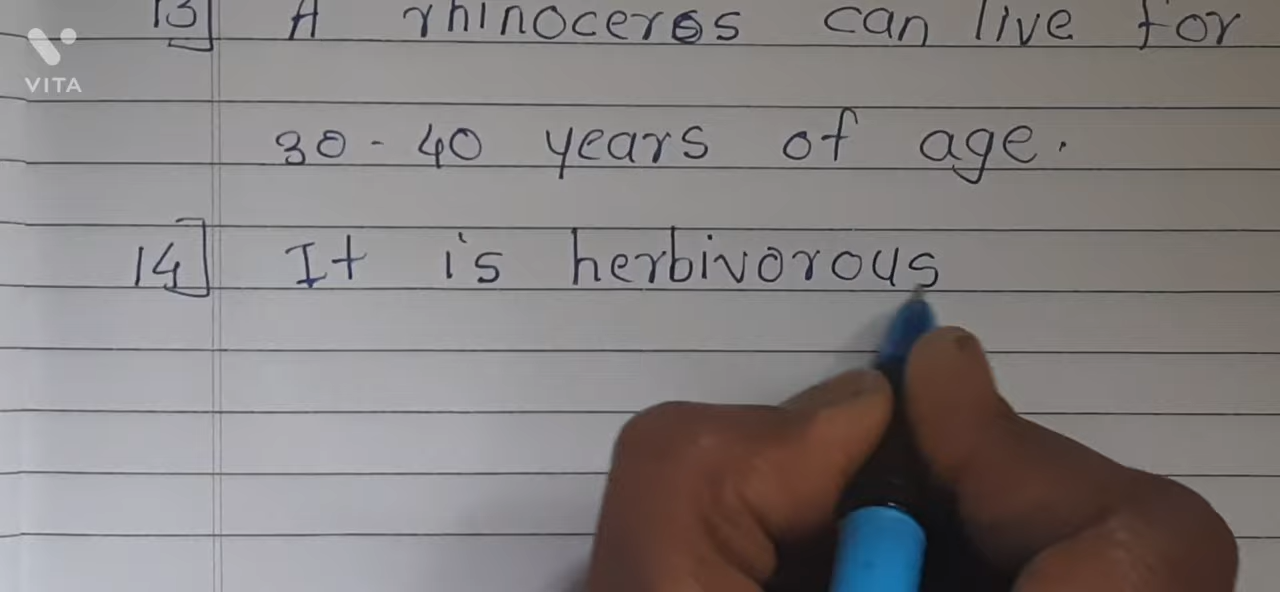 VITA
13] A rhinoceros can live for
30-40 years of age.
14] It is herbivorous